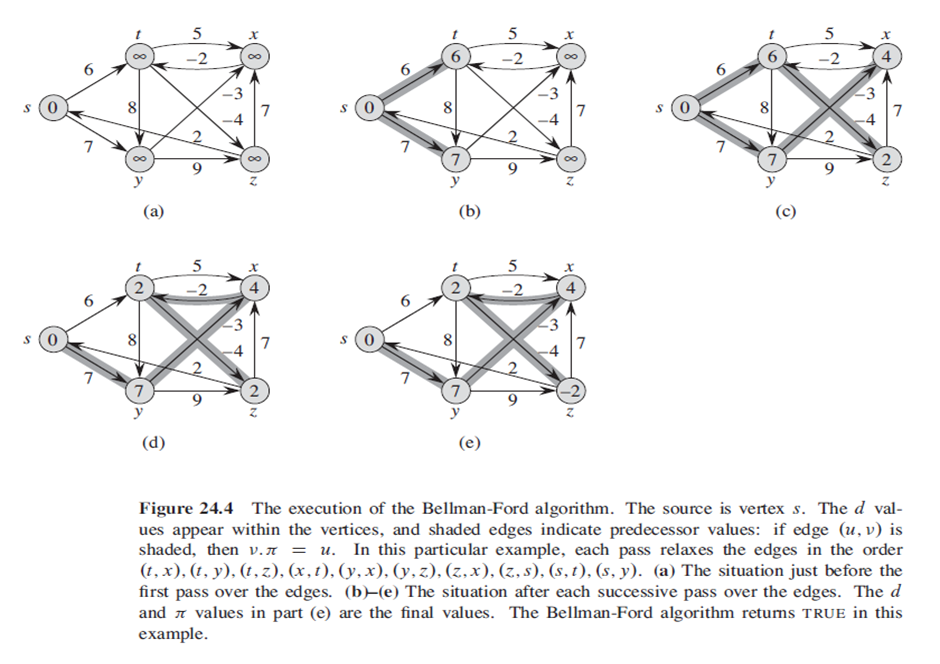 t 5 x
∞ −2 ∞
6
s 0 8 −3 7
−4
7 2
∞ 9 ∞
y z
(a)
t 5 x
6 −2 ∞
6
s 0 8 −3 7
−4
7 2
7 9 ∞
y z
(b)
t 5 x
6 −2 4
6
s 0 8 −3 7
−4
7 2
7 9 2
y z
(c)
t 5 x
2 −2 4
6
s 0 8 −3 7
−4
7 2
7 9 2
y z
(d)
t 5 x
2 −2 4
6
s 0 8 −3 7
−4
7 2
7 9 −2
y z
(e)
Figure 24.4 The execution of the Bellman-Ford algorithm. The source is vertex s. The d val-
ues appear within the vertices, and shaded edges indicate predecessor values: if edge (u, v) is
shaded, then v.π = u. In this particular example, each pass relaxes the edges in the order
(t, x), (t, y), (t, z), (x, t), (y, x), (y, z), (z, x), (z, s), (s, t), (s, y). (a) The situation just before the
first pass over the edges. (b)–(e) The situation after each successive pass over the edges. The d
and π values in part (e) are the final values. The Bellman-Ford algorithm returns TRUE in this
example.